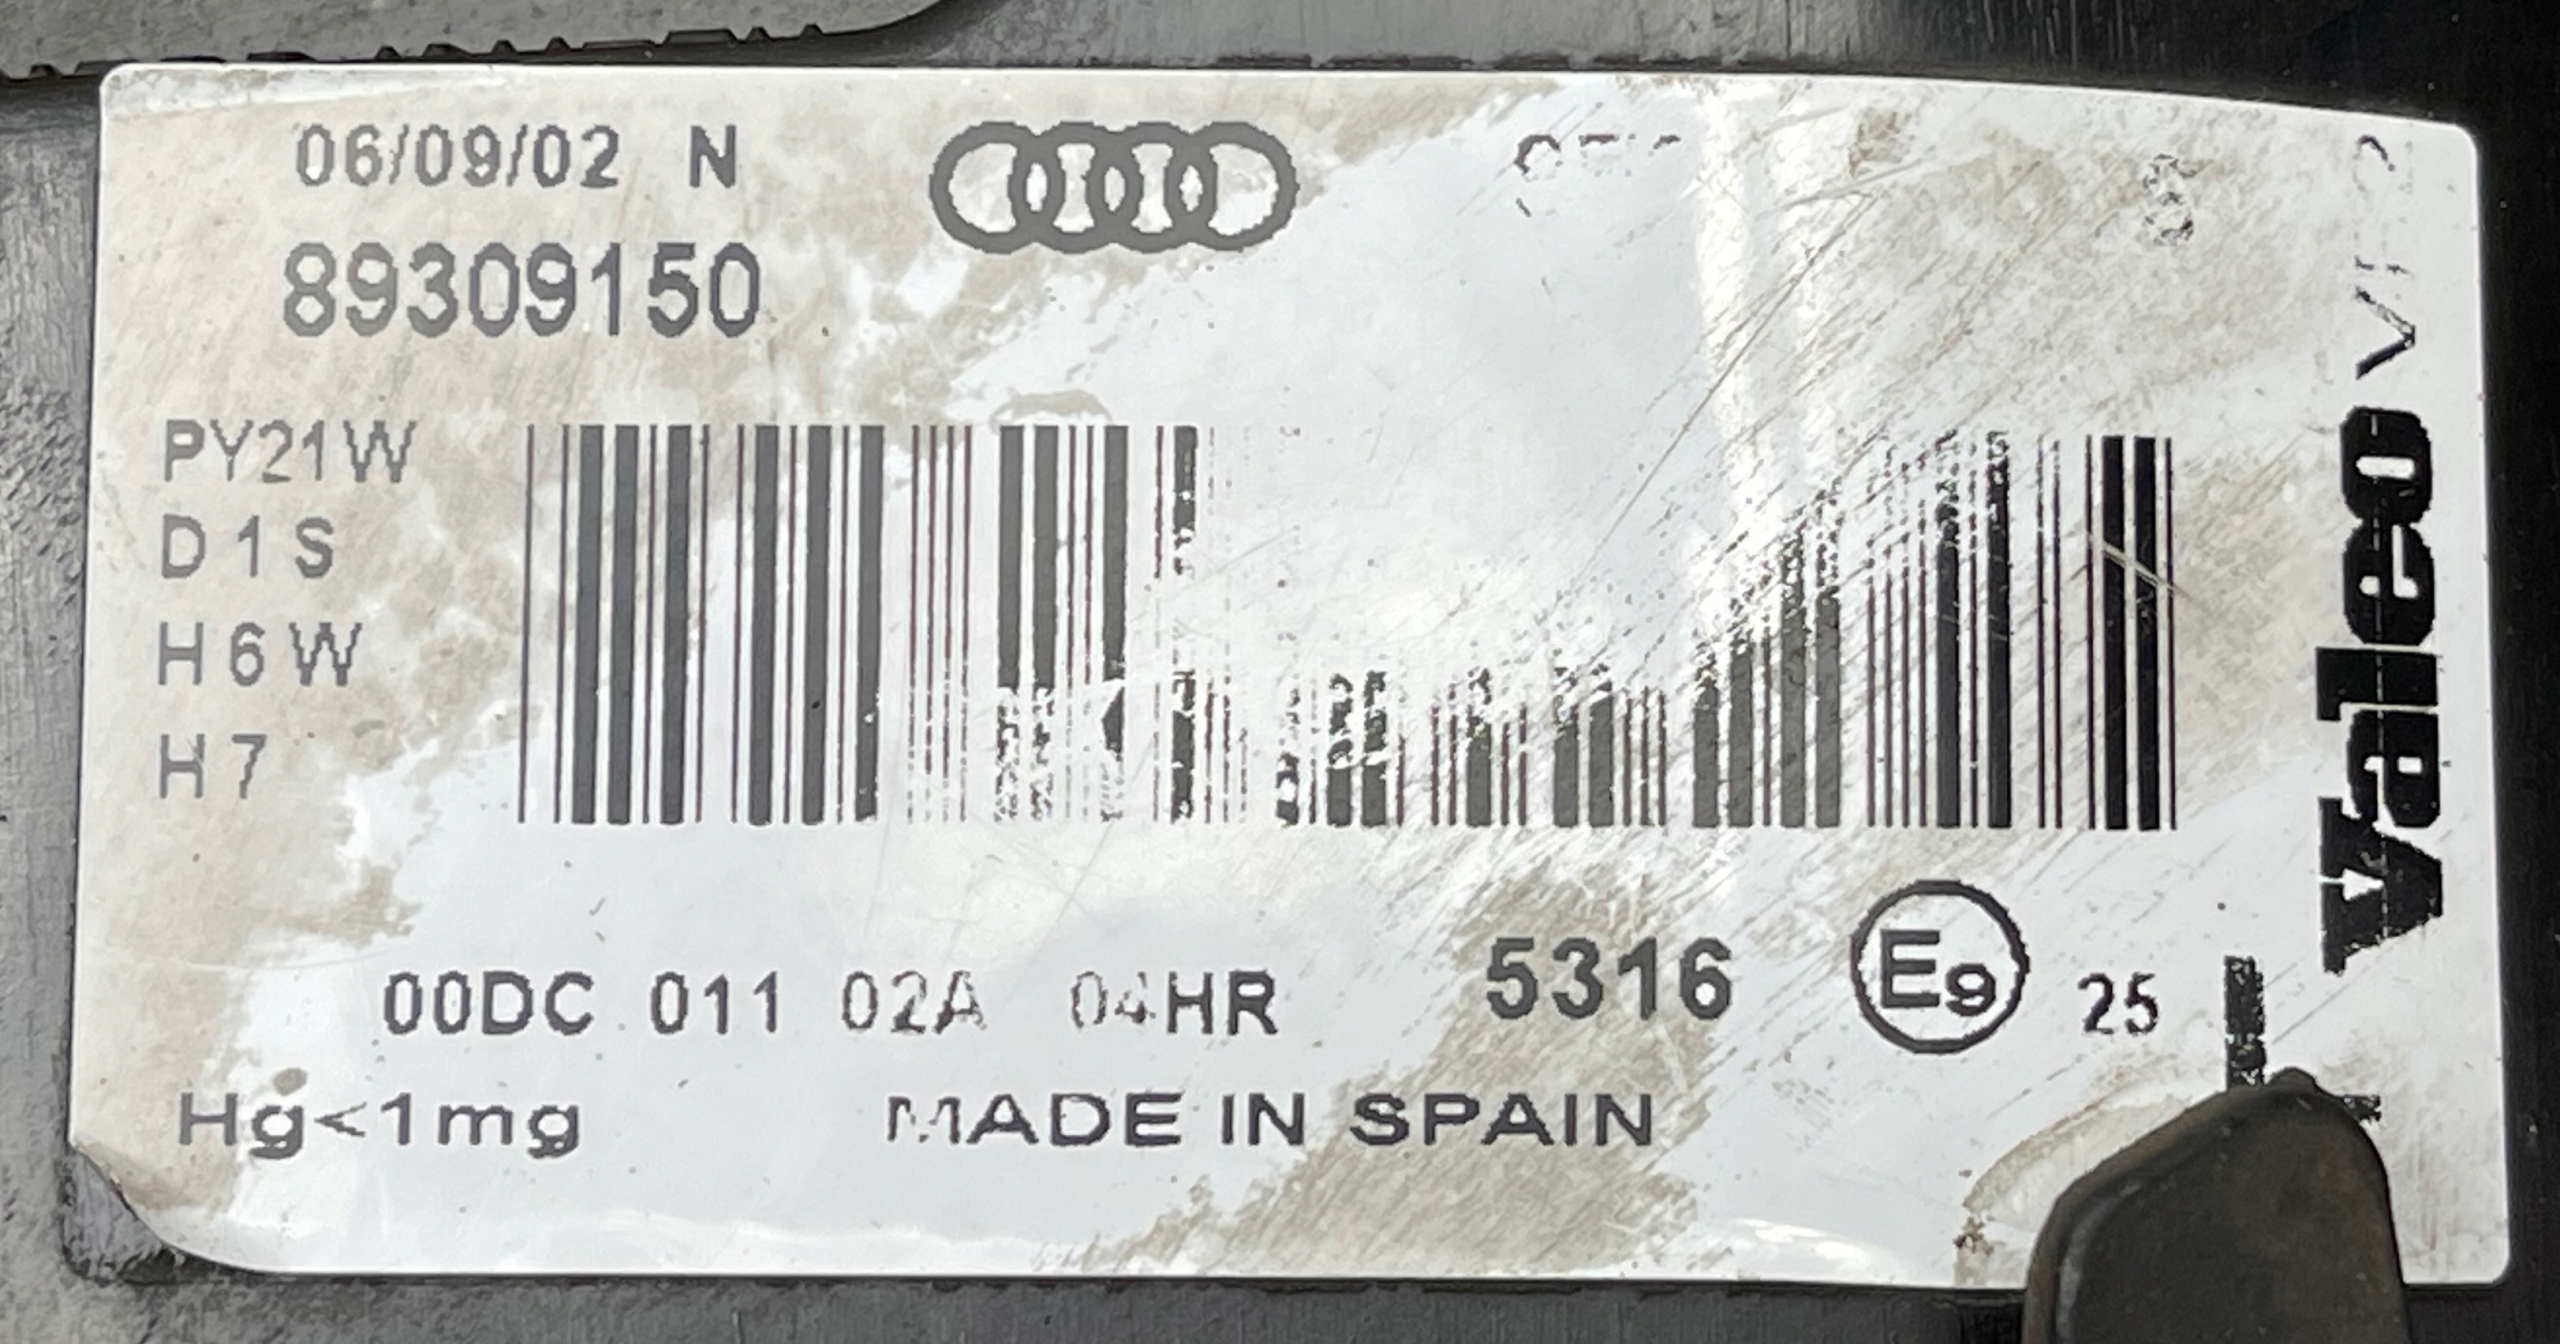 06/09/02 N
89309150
PY21W
D1S
H6W
H7
00DC 011 02A 04HR 5316 E9 25
Hg<1mg MADE IN SPAIN
Valeo